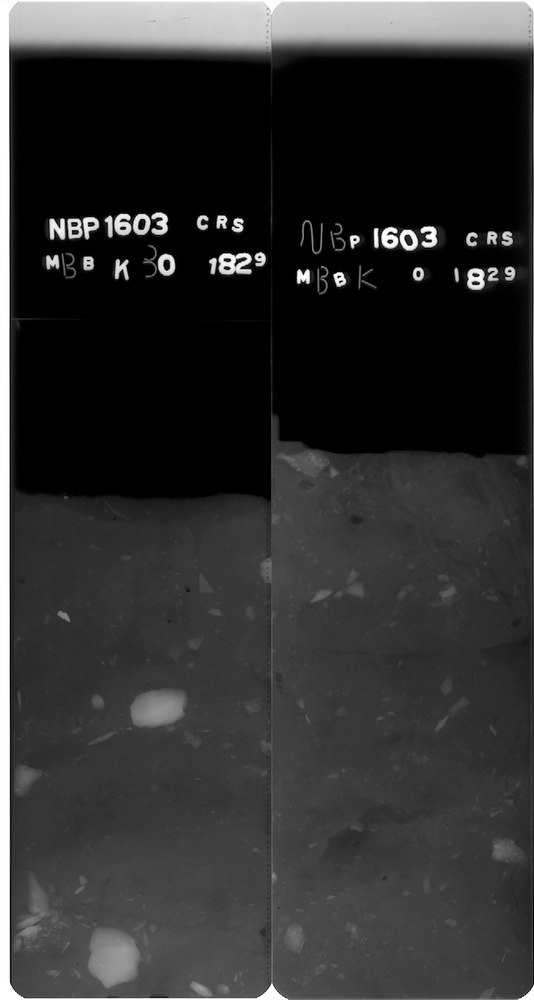 NBP1603 CRS
MBB K 30 1829
NBP 1603 CRS
MBBK 0 1829